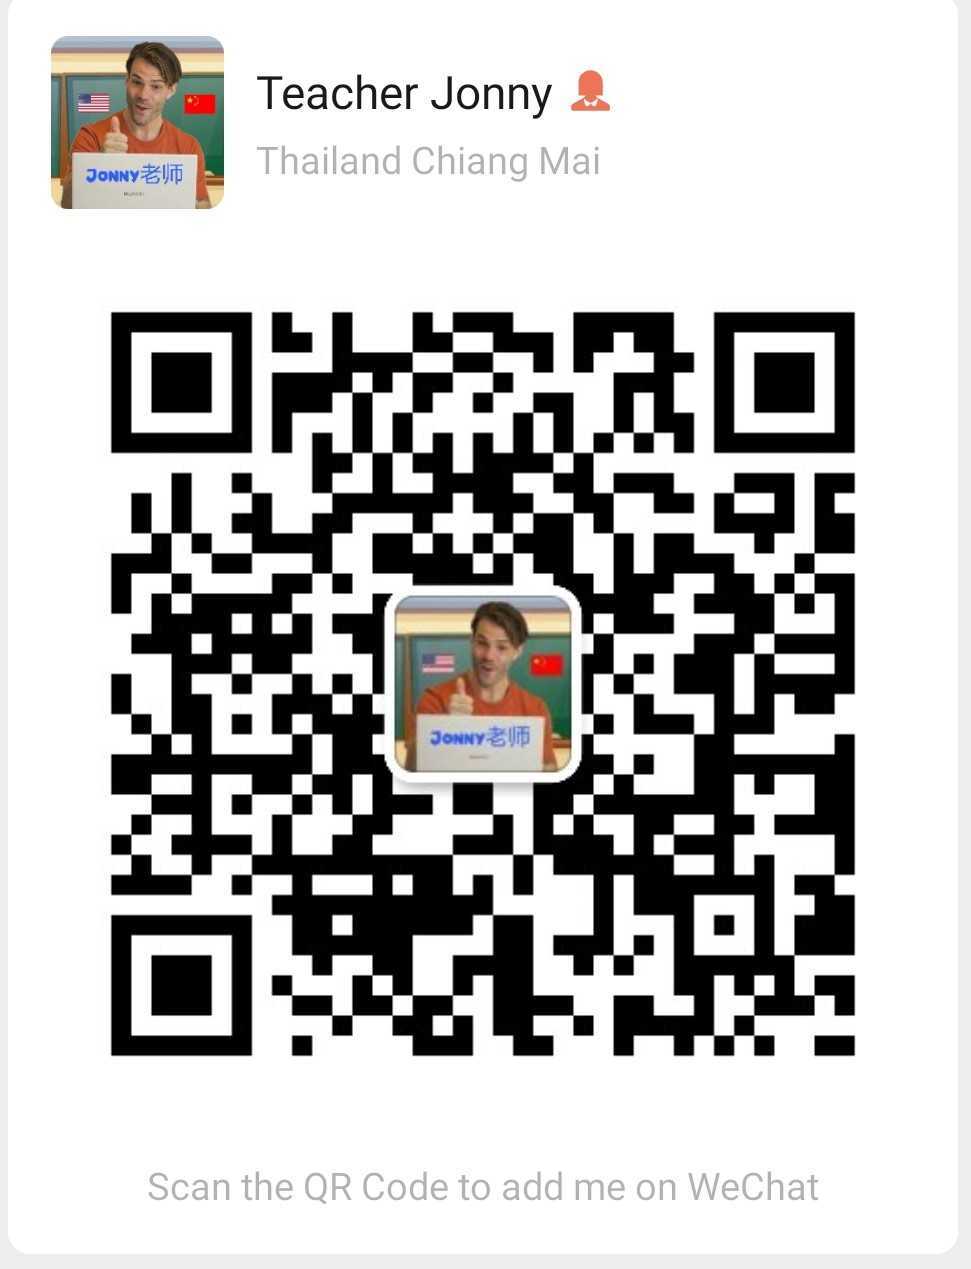 Teacher Jonny
Thailand Chiang Mai
JONNY老师
JONNY老师
Scan the QR Code to add me on WeChat